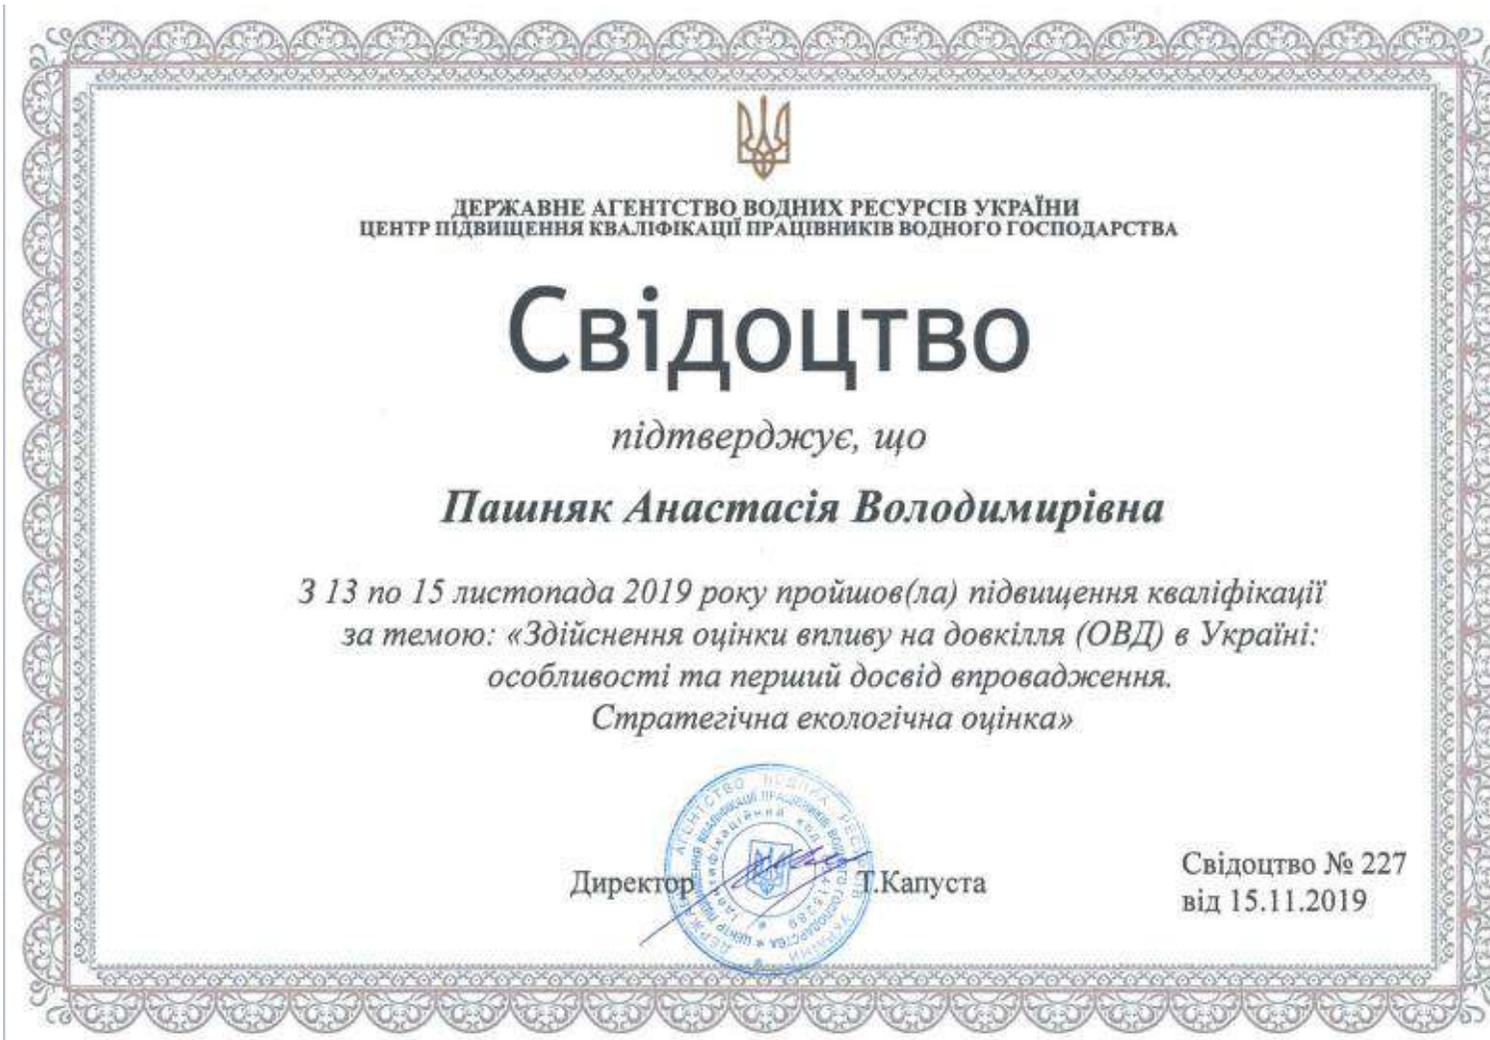 ДЕРЖАВНЕ АГЕНТСТВО ВОДНИХ РЕСУРСІВ УКРАЇНИ
ЦЕНТР ПІДВИЩЕННЯ КВАЛІФІКАЦІЇ ПРАЦІВНИКІВ ВОДНОГО ГОСПОДАРСТВА
Свідоцтво
підтверджує, що
Пашняк Анастасія Володимирівна
З 13 по 15 листопада 2019 року пройшов(ла) підвищення кваліфікації
за темою: «Здійснення оцінки впливу на довкілля (ОВД) в Україні:
особливості та перший досвід впровадження.
Стратегічна екологічна оцінка»
Директор
Т.Капуста
Свідоцтво № 227
від 15.11.2019